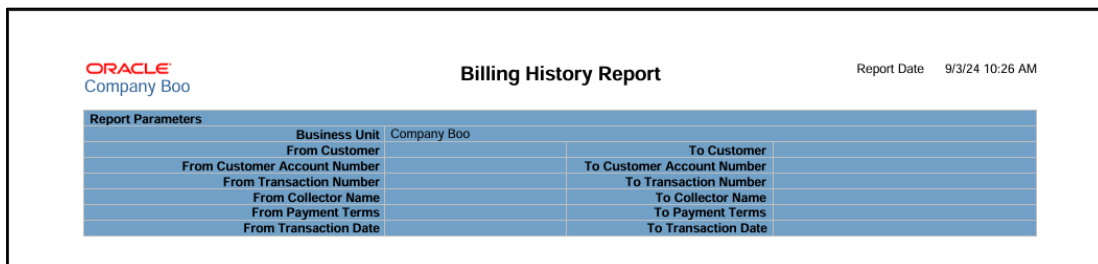 ORACLE
Company Boo
Billing History Report
Report Date 9/3/24 10:26 AM
Report Parameters
Business Unit Company Boo
From Customer To Customer
From Customer Account Number To Customer Account Number
From Transaction Number To Transaction Number
From Collector Name To Collector Name
From Payment Terms To Payment Terms
From Transaction Date To Transaction Date